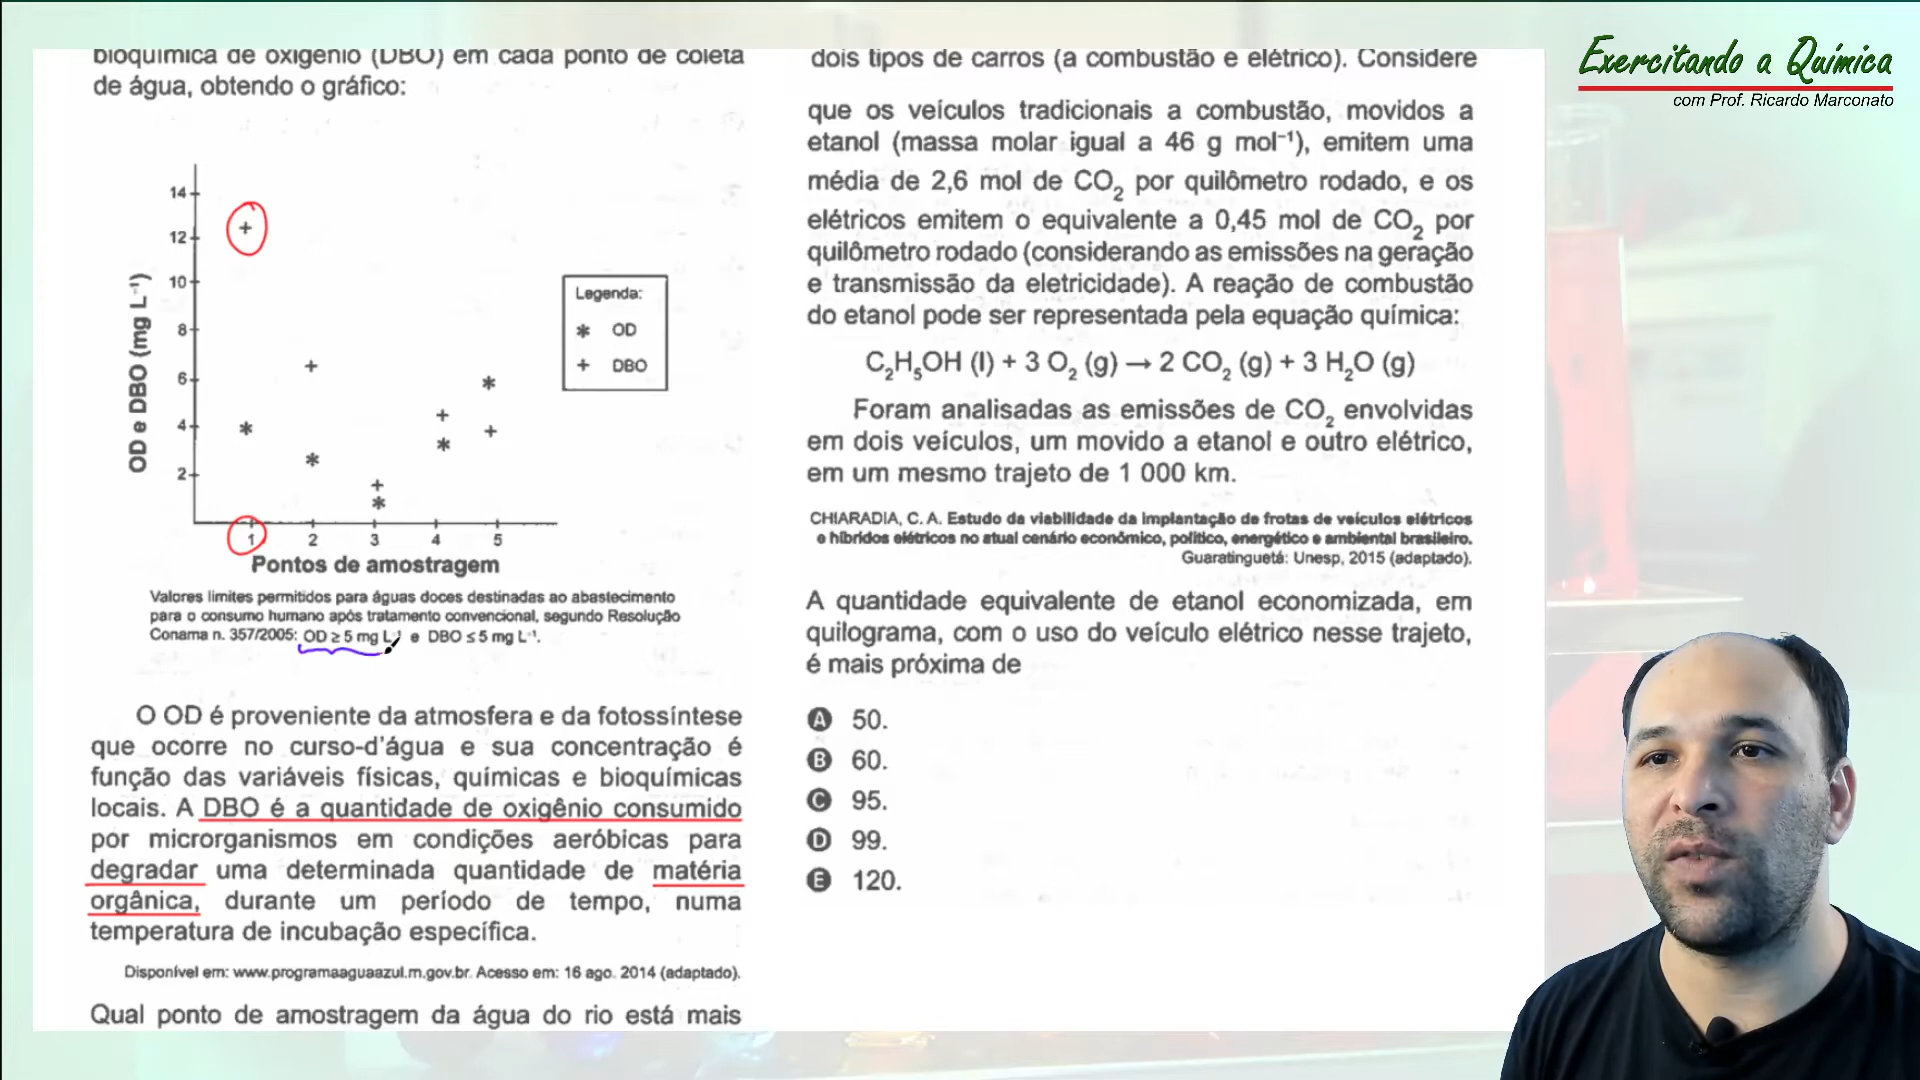 bioquímica de oxigênio (DBO) em cada ponto de coleta
de água, obtendo o gráfico:
14
12
10
8
6
4
2
OD e DBO (mg L⁻¹)
1 2 3 4 5
Pontos de amostragem
Legenda:
* OD
+ DBO
Valores limites permitidos para águas doces destinadas ao abastecimento
para o consumo humano após tratamento convencional, segundo Resolução
Conama n. 357/2005: OD ≥ 5 mg L⁻¹ e DBO ≤ 5 mg L⁻¹.
O OD é proveniente da atmosfera e da fotossíntese
que ocorre no curso-d'água e sua concentração é
função das variáveis físicas, químicas e bioquímicas
locais. A DBO é a quantidade de oxigênio consumido
por microrganismos em condições aeróbicas para
degradar uma determinada quantidade de matéria
orgânica, durante um período de tempo, numa
temperatura de incubação específica.
Disponível em: www.programaaguaazul.rn.gov.br. Acesso em: 16 ago. 2014 (adaptado).
Qual ponto de amostragem da água do rio está mais
dois tipos de carros (a combustão e elétrico). Considere
que os veículos tradicionais a combustão, movidos a
etanol (massa molar igual a 46 g mol⁻¹), emitem uma
média de 2,6 mol de CO₂ por quilômetro rodado, e os
elétricos emitem o equivalente a 0,45 mol de CO₂ por
quilômetro rodado (considerando as emissões na geração
e transmissão da eletricidade). A reação de combustão
do etanol pode ser representada pela equação química:
C₂H₅OH (l) + 3 O₂ (g) → 2 CO₂ (g) + 3 H₂O (g)
Foram analisadas as emissões de CO₂ envolvidas
em dois veículos, um movido a etanol e outro elétrico,
em um mesmo trajeto de 1 000 km.
CHIARADIA, C. A. Estudo da viabilidade da implantação de frotas de veículos elétricos
e híbridos elétricos no atual cenário econômico, político, energético e ambiental brasileiro.
Guaratinguetá: Unesp, 2015 (adaptado).
A quantidade equivalente de etanol economizada, em
quilograma, com o uso do veículo elétrico nesse trajeto,
é mais próxima de
A 50.
B 60.
C 95.
D 99.
E 120.
Exercitando a Química
com Prof. Ricardo Marconato